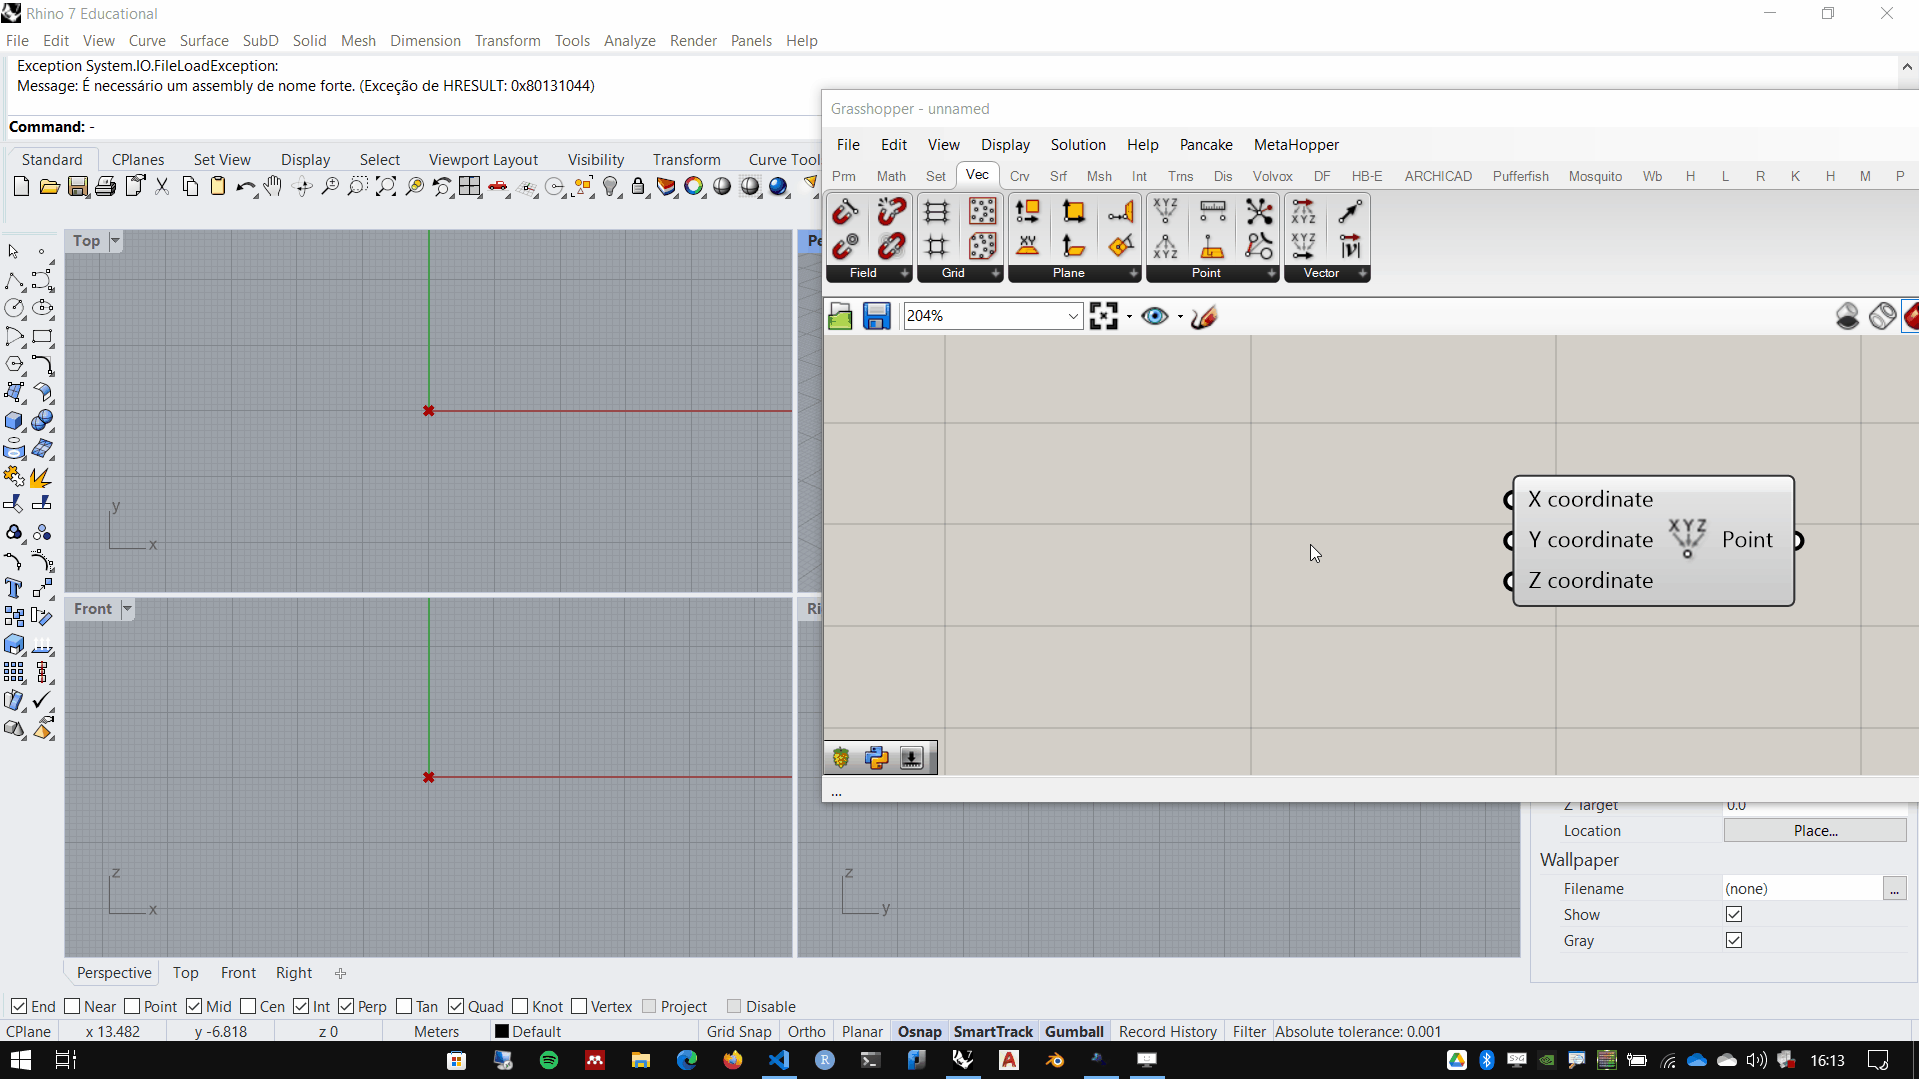 Rhino 7 Educational
File Edit View Curve Surface SubD Solid Mesh Dimension Transform Tools Analyze Render Panels Help
Exception System.IO.FileLoadException:
Message: É necessário um assembly de nome forte. (Exceção de HRESULT: 0x80131044)
Command: -
Standard CPlanes Set View Display Select Viewport Layout Visibility Transform Curve Tool
Grasshopper - unnamed
File Edit View Display Solution Help Pancake MetaHopper
Prm Math Set Vec Crv Srf Msh Int Trns Dis Volvox DF HB-E ARCHICAD Pufferfish Mosquito Wb H L R K H M P
Field Grid Plane Point Vector
204%
X coordinate
Y coordinate
Z coordinate
XYZ
Point
...
Top
y
x
Pe
Front
z
x
Ri
z
y
Z Target 0.0
Location Place...
Wallpaper
Filename (none) ...
Show
Gray
Perspective Top Front Right
End Near Point Mid Cen Int Perp Tan Quad Knot Vertex Project Disable
CPlane x 13.482 y -6.818 z 0 Meters Default Grid Snap Ortho Planar Osnap SmartTrack Gumball Record History Filter Absolute tolerance: 0.001
16:13